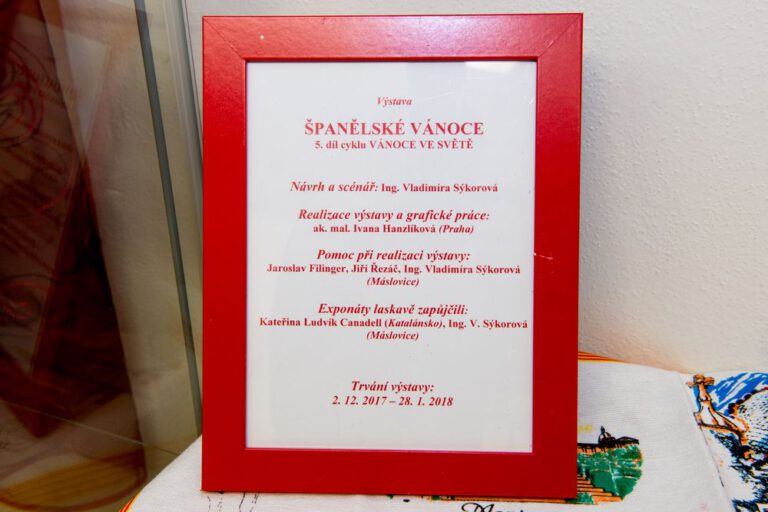 Výstava
ŠPANĚLSKÉ VÁNOCE
5. díl cyklu VÁNOCE VE SVĚTĚ
Návrh a scénář: Ing. Vladimíra Sýkorová
Realizace výstavy a grafické práce:
ak. mal. Ivana Hanzlíková (Praha)
Pomoc při realizaci výstavy:
Jaroslav Filinger, Jiří Řezáč, Ing. Vladimíra Sýkorová
(Máslovice)
Exponáty laskavě zapůjčili:
Kateřina Ludvík Canadell (Katalánsko), Ing. V. Sýkorová
(Máslovice)
Trvání výstavy:
2. 12. 2017 – 28. 1. 2018